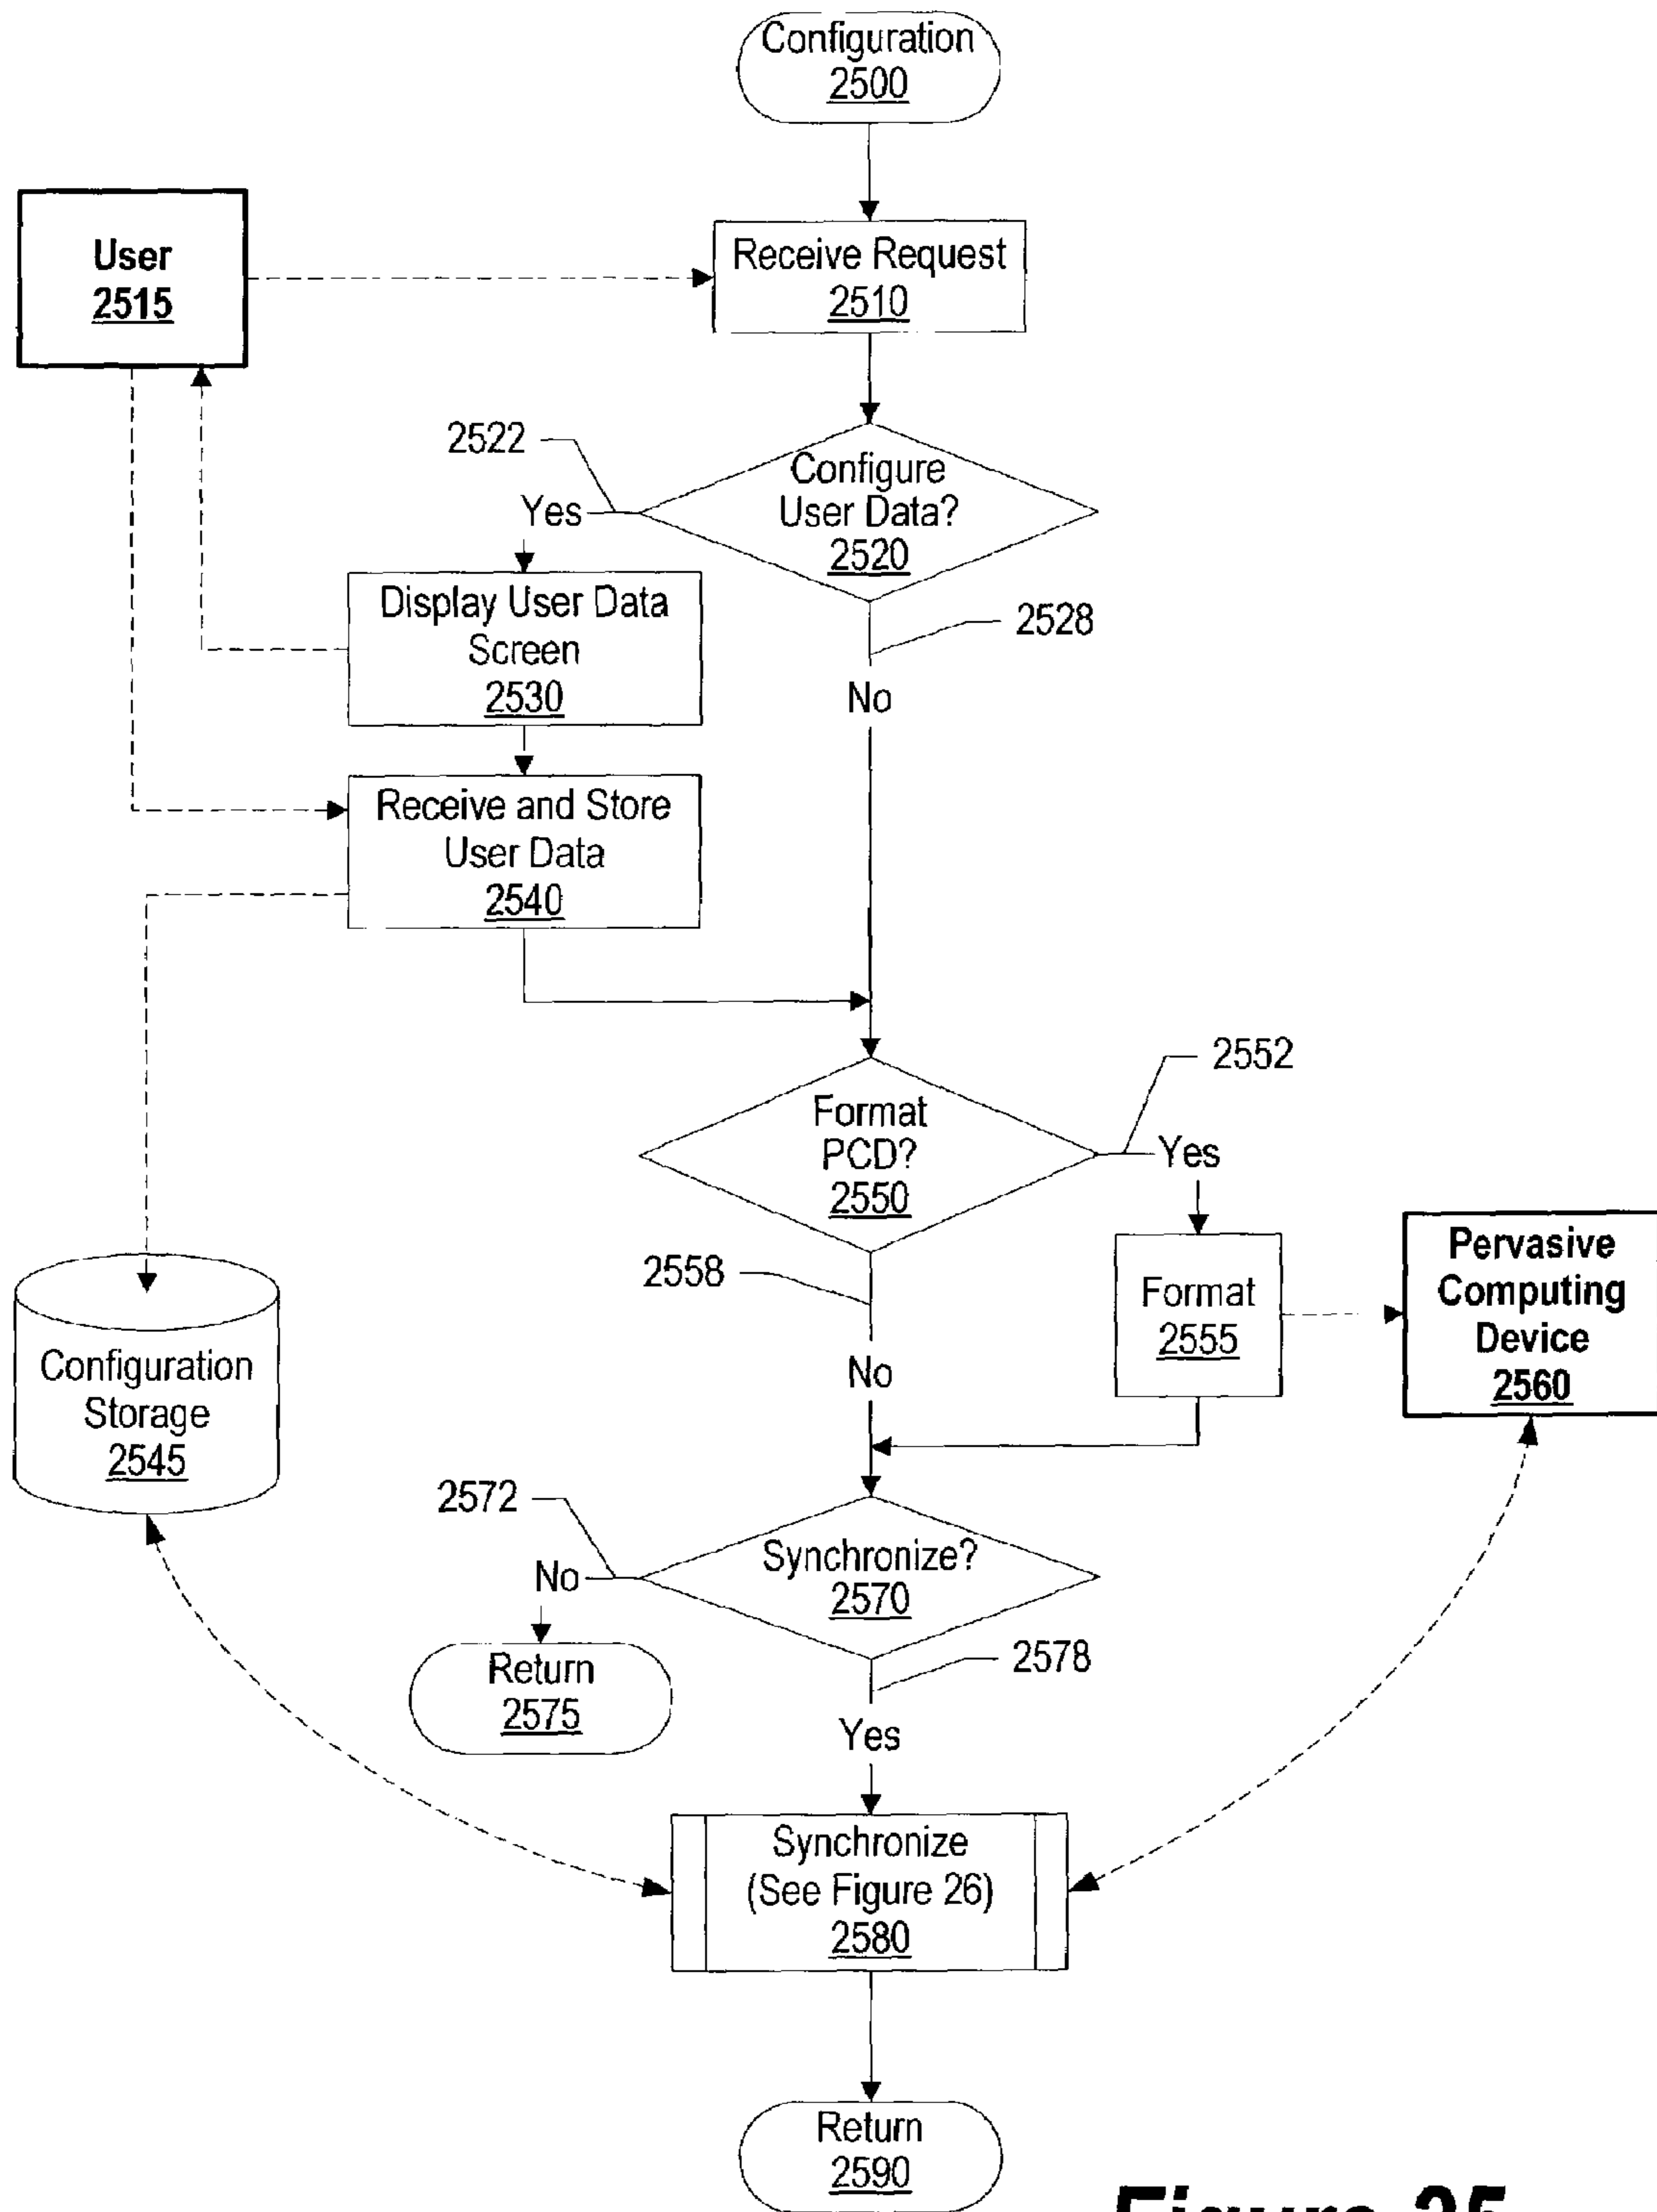 Configuration
2500
User
2515
Receive Request
2510
2522
Configure
User Data?
2520
Yes
Display User Data
Screen
2530
2528
No
Receive and Store
User Data
2540
2552
Format
PCD?
2550
Yes
2558
Format
2555
Pervasive
Computing
Device
2560
No
Configuration
Storage
2545
2572
Synchronize?
2570
No
2578
Return
2575
Yes
Synchronize
(See Figure 26)
2580
Return
2590
Figure 25